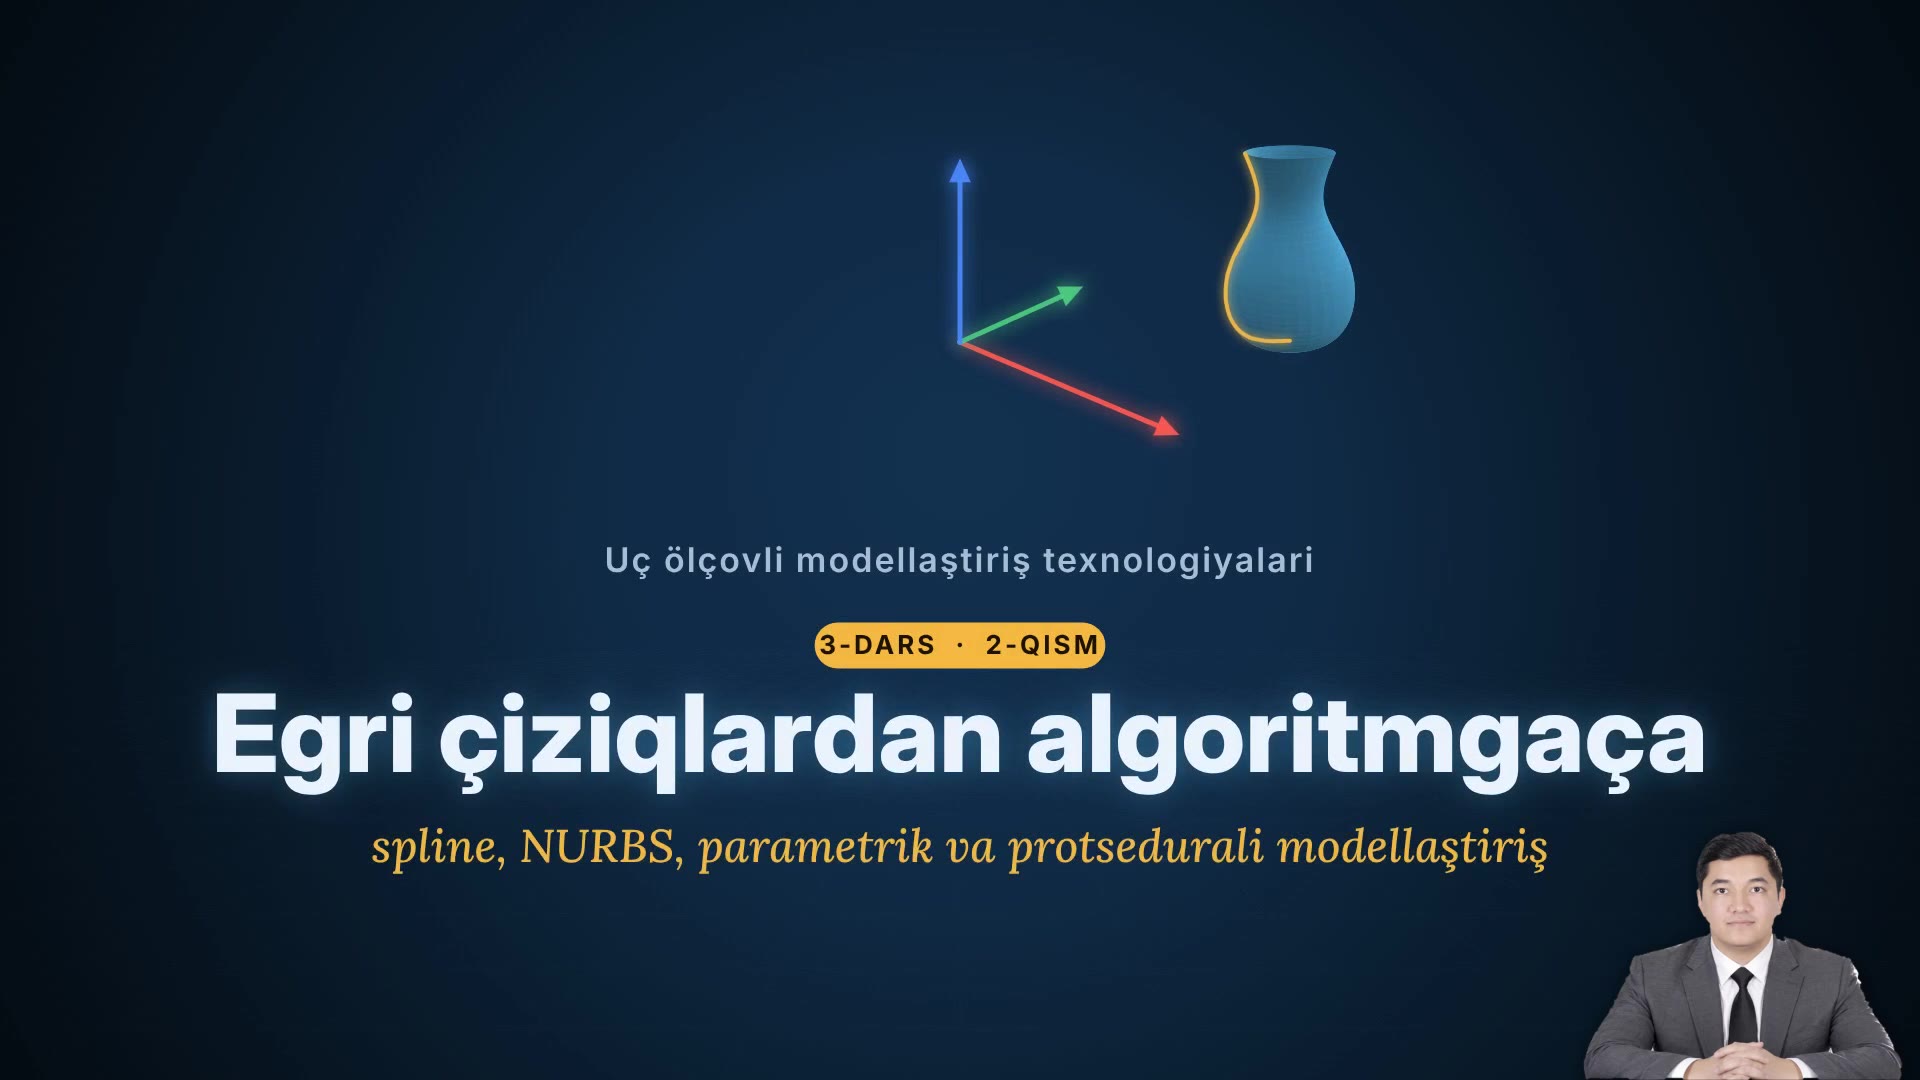 Uç ölçovli modellaştiriş texnologiyalari
3-DARS · 2-QISM
Egri çiziqlardan algoritmgaça
spline, NURBS, parametrik va protsedurali modellaştiriş